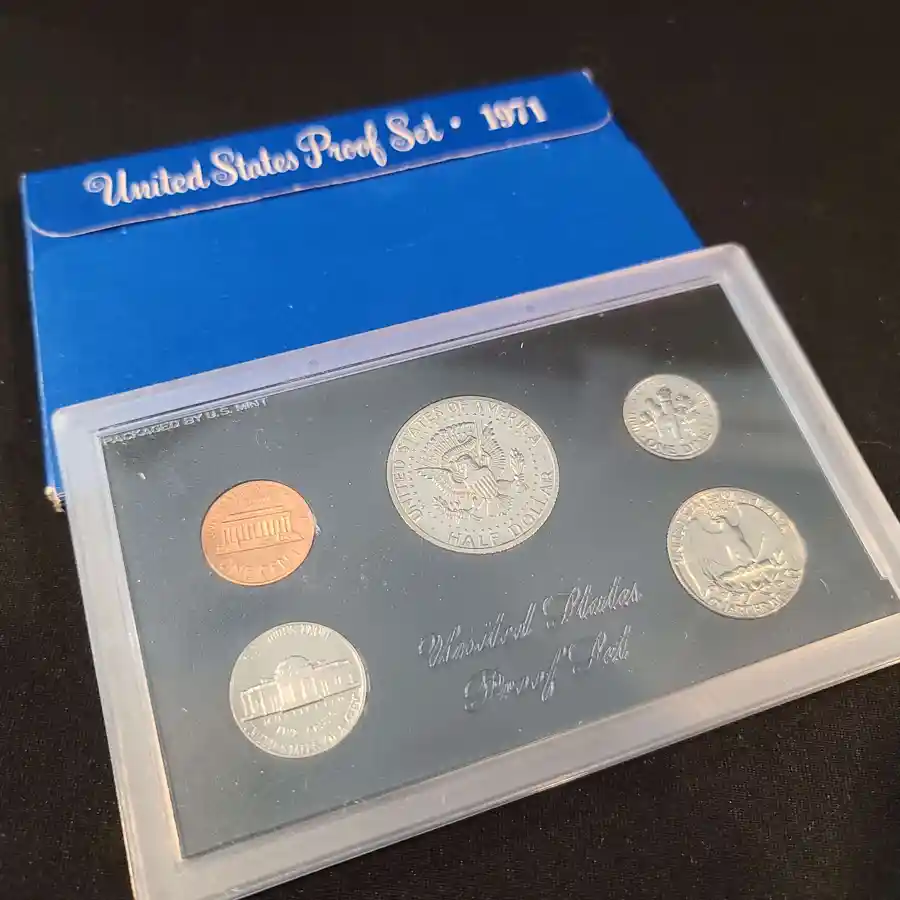 United States Proof Set · 1971
PACKAGED BY U.S. MINT
UNITED STATES OF AMERICA
HALF DOLLAR
ONE DIME
ONE CENT
United States
Proof Set